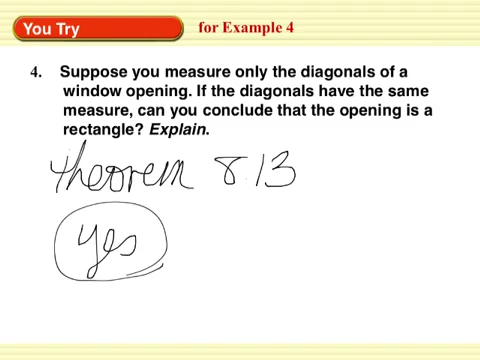 You Try
for Example 4
4. Suppose you measure only the diagonals of a
window opening. If the diagonals have the same
measure, can you conclude that the opening is a
rectangle? Explain.
theorem 8.13
yes